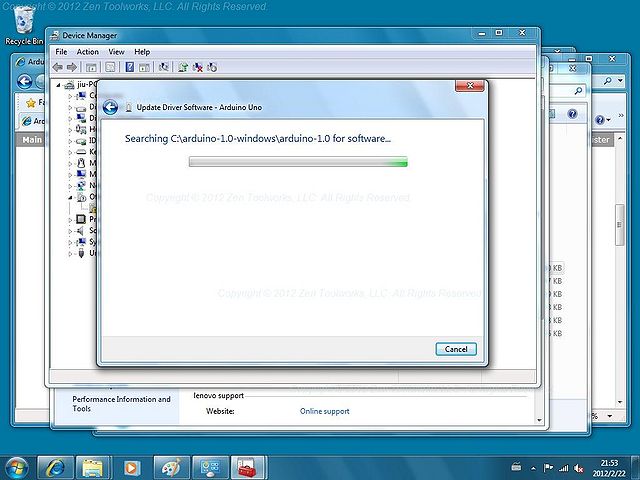 Copyright © 2012 Zen Toolworks, LLC. All Rights Reserved.
Recycle Bin
Device Manager
File Action View Help
jiu-PC
Update Driver Software - Arduino Uno
Searching C:\arduino-1.0-windows\arduino-1.0 for software...
Copyright © 2012 Zen Toolworks, LLC. All Rights Reserved.
Copyright © 2012 Zen Toolworks, LLC. All Rights Reserved.
Cancel
Main
KB
KB
KB
KB
KB
KB
Performance Information and
Tools
lenovo support
Website:
Online support
%
21:53
2012/2/22